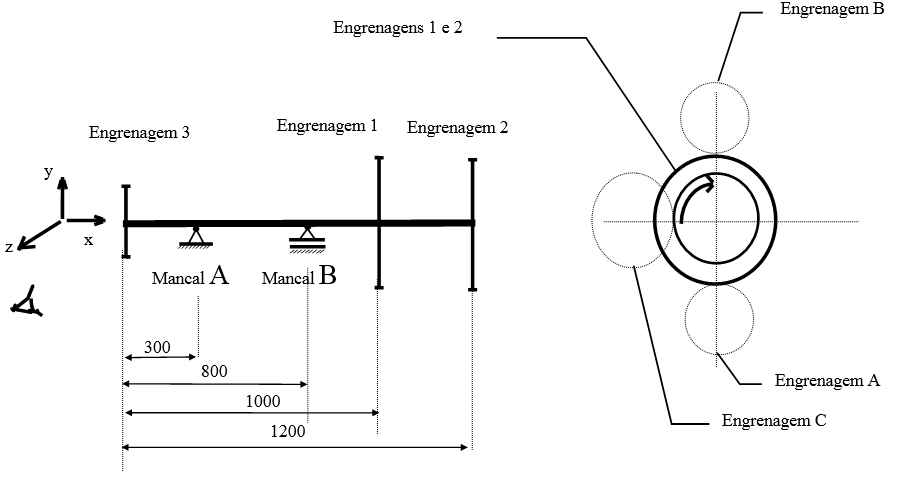 Engrenagem B
Engrenagens 1 e 2
Engrenagem 3
Engrenagem 1
Engrenagem 2
y
x
z
Mancal A
Mancal B
300
800
1000
1200
Engrenagem A
Engrenagem C